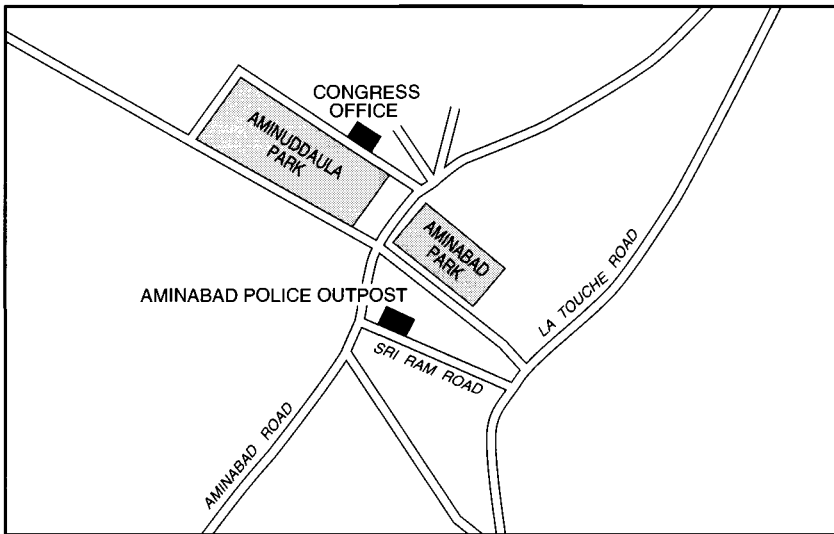 CONGRESS
OFFICE
AMINUDDAULA
PARK
AMINABAD
PARK
AMINABAD POLICE OUTPOST
LA TOUCHE ROAD
SRI RAM ROAD
AMINABAD ROAD